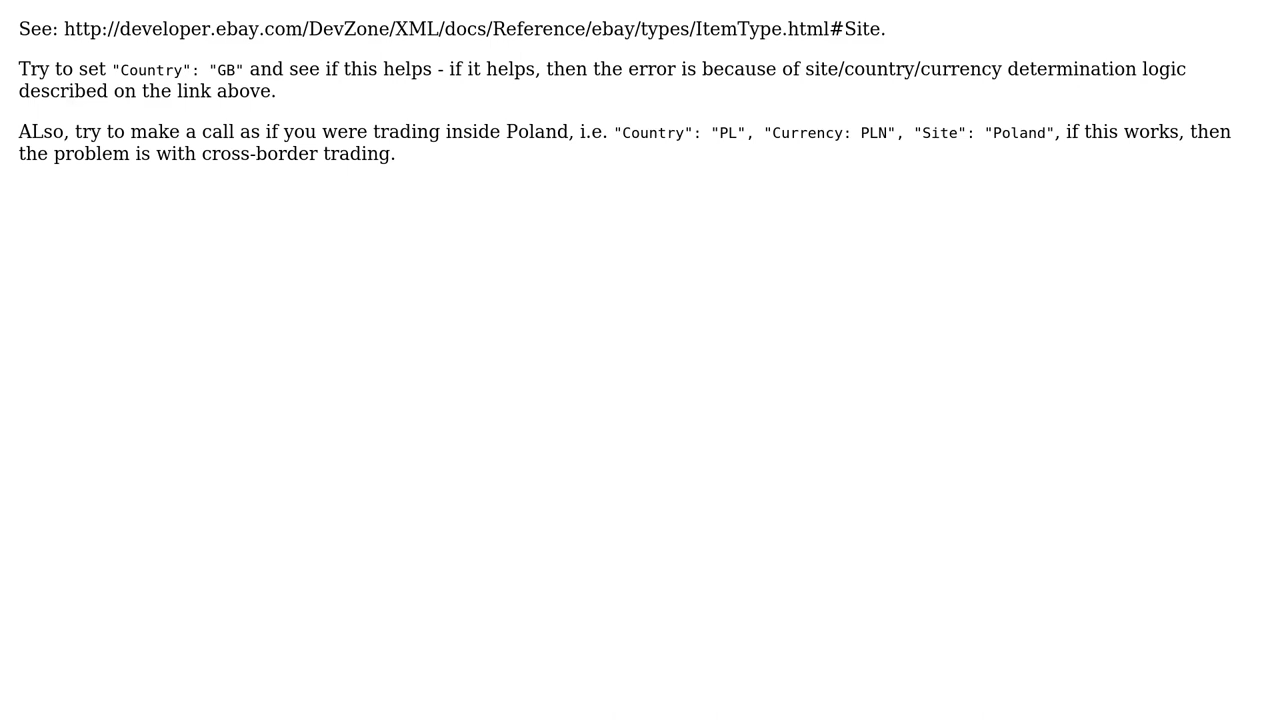 See: http://developer.ebay.com/DevZone/XML/docs/Reference/ebay/types/ItemType.html#Site.
Try to set "Country": "GB" and see if this helps - if it helps, then the error is because of site/country/currency determination logic
described on the link above.
ALso, try to make a call as if you were trading inside Poland, i.e. "Country": "PL", "Currency: PLN", "Site": "Poland", if this works, then
the problem is with cross-border trading.